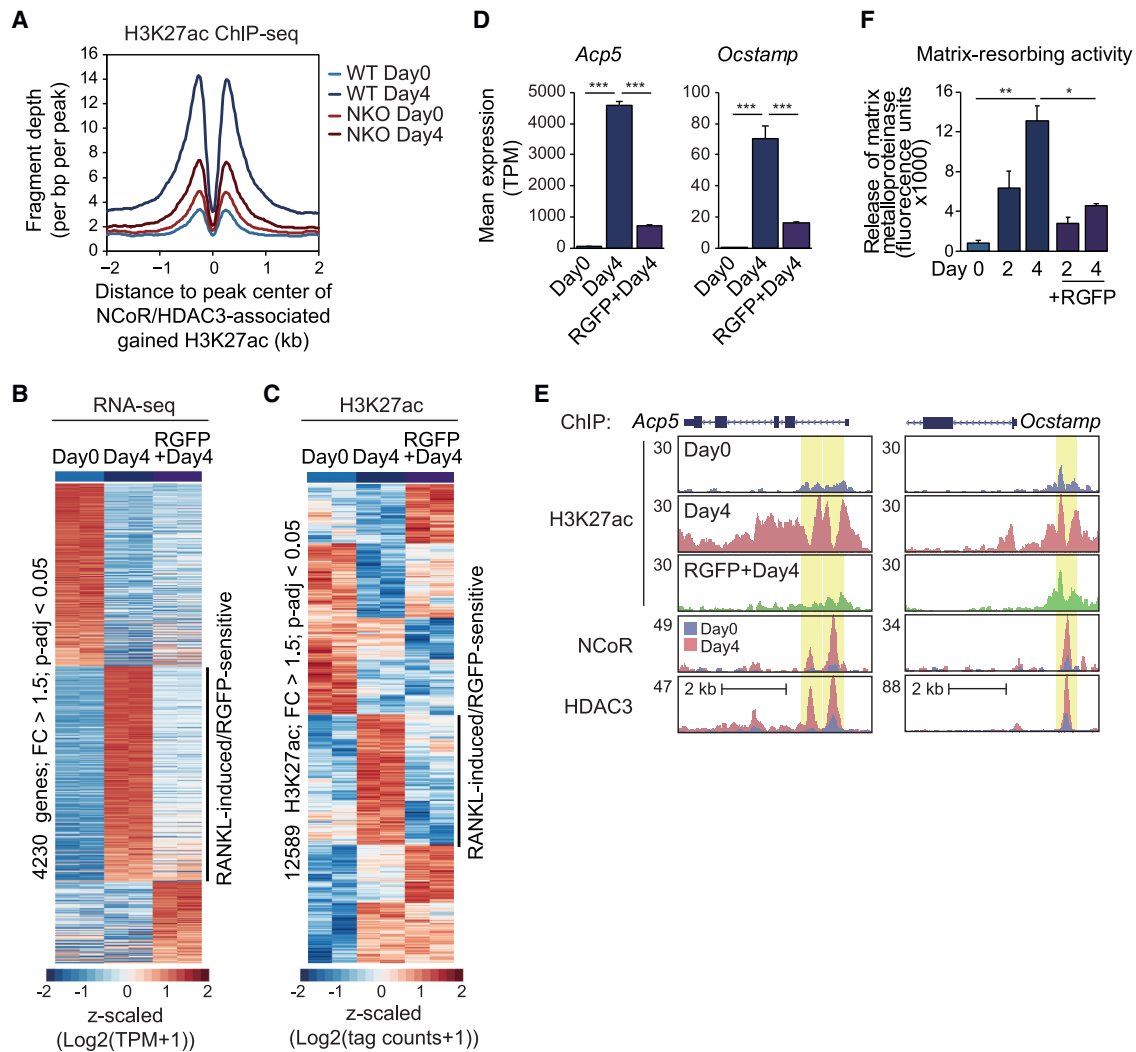 A
H3K27ac ChIP-seq
Fragment depth
(per bp per peak)
16
14
12
10
8
6
4
2
0
−2
−1
0
1
2
WT Day0
WT Day4
NKO Day0
NKO Day4
Distance to peak center of
NCoR/HDAC3-associated
gained H3K27ac (kb)
D
Acp5
Mean expression
(TPM)
5000
4000
3000
2000
1000
0
*** ***
Day0
Day4
RGFP+Day4
Ocstamp
100
80
60
40
20
0
*** ***
Day0
Day4
RGFP+Day4
F
Matrix-resorbing activity
Release of matrix
metalloproteinase
(fluorecence units
x1000)
16
12
8
4
0
** *
Day 0 2 4 2 4
+RGFP
B
RNA-seq
Day0 Day4 RGFP
+Day4
4230 genes; FC > 1.5; p-adj < 0.05
RANKL-induced/RGFP-sensitive
-2 -1 0 1 2
z-scaled
(Log2(TPM+1))
C
H3K27ac
Day0 Day4 RGFP
+Day4
12589 H3K27ac; FC > 1.5; p-adj < 0.05
RANKL-induced/RGFP-sensitive
-2 -1 0 1 2
z-scaled
(Log2(tag counts+1))
E
ChIP: Acp5 Ocstamp
H3K27ac
30 Day0 30
30 Day4 30
30 RGFP+Day4 30
NCoR 49 Day0 34
Day4
HDAC3 47 2 kb 88 2 kb